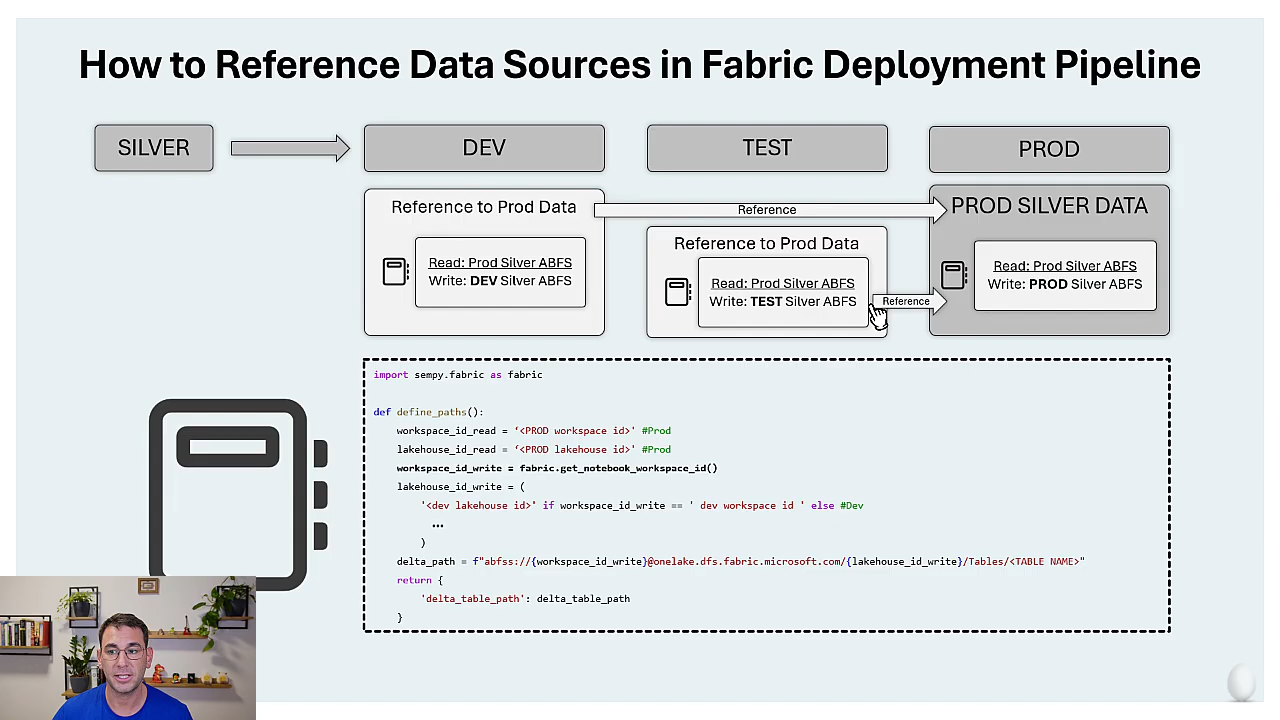 How to Reference Data Sources in Fabric Deployment Pipeline
SILVER
DEV
TEST
PROD
Reference to Prod Data
Read: Prod Silver ABFS
Write: DEV Silver ABFS
Reference
Reference to Prod Data
Read: Prod Silver ABFS
Write: TEST Silver ABFS
Reference
PROD SILVER DATA
Read: Prod Silver ABFS
Write: PROD Silver ABFS
import sempy.fabric as fabric
def define_paths():
workspace_id_read = ‘<PROD workspace id>' #Prod
lakehouse_id_read = ‘<PROD lakehouse id>' #Prod
workspace_id_write = fabric.get_notebook_workspace_id()
lakehouse_id_write = (
'<dev lakehouse id>' if workspace_id_write == ' dev workspace id ' else #Dev
...
)
delta_path = f"abfss://{workspace_id_write}@onelake.dfs.fabric.microsoft.com/{lakehouse_id_write}/Tables/<TABLE NAME>"
return {
'delta_table_path': delta_table_path
}